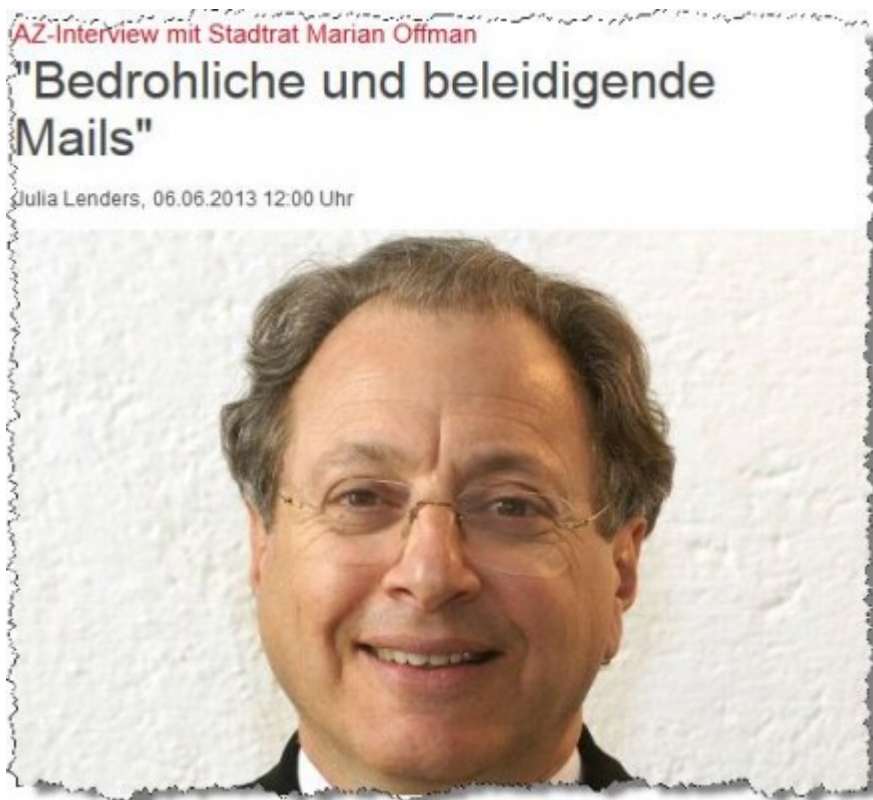 AZ-Interview mit Stadtrat Marian Offman
"Bedrohliche und beleidigende
Mails"
Julia Lenders, 06.06.2013 12:00 Uhr